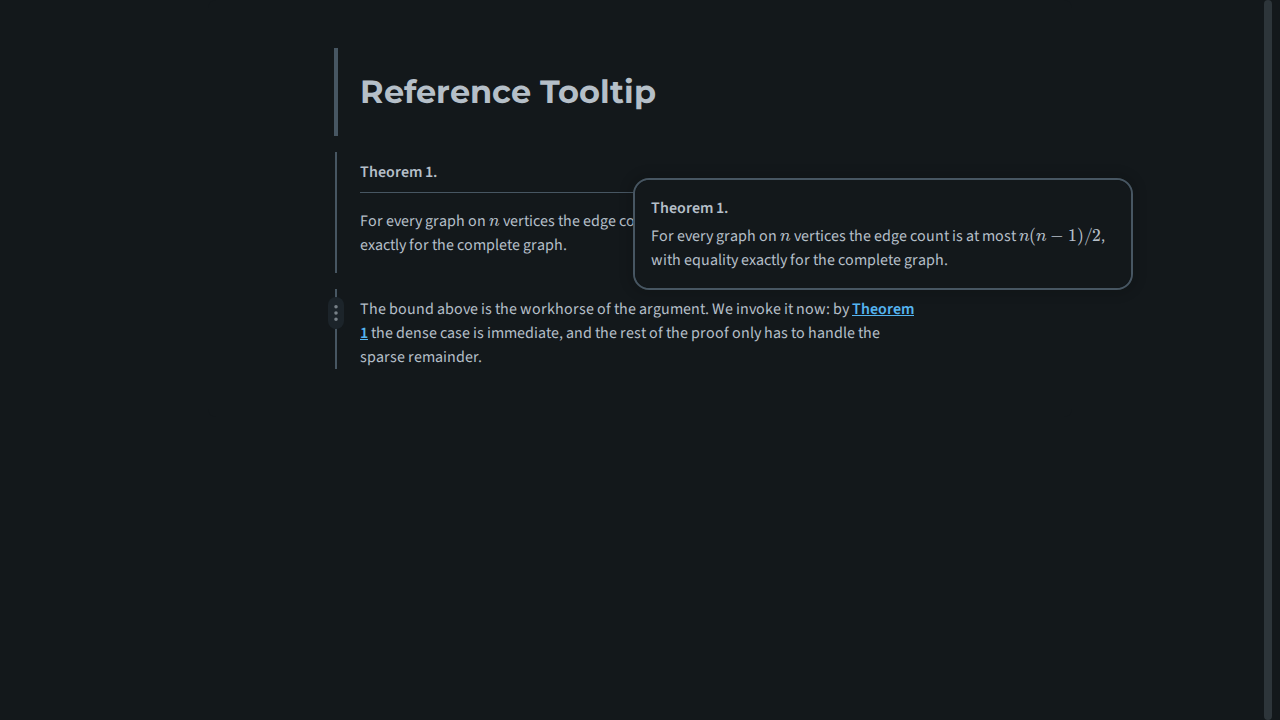 Reference Tooltip
Theorem 1.
For every graph on n vertices the edge co
exactly for the complete graph.
Theorem 1.
For every graph on n vertices the edge count is at most n(n − 1)/2,
with equality exactly for the complete graph.
The bound above is the workhorse of the argument. We invoke it now: by Theorem
1 the dense case is immediate, and the rest of the proof only has to handle the
sparse remainder.